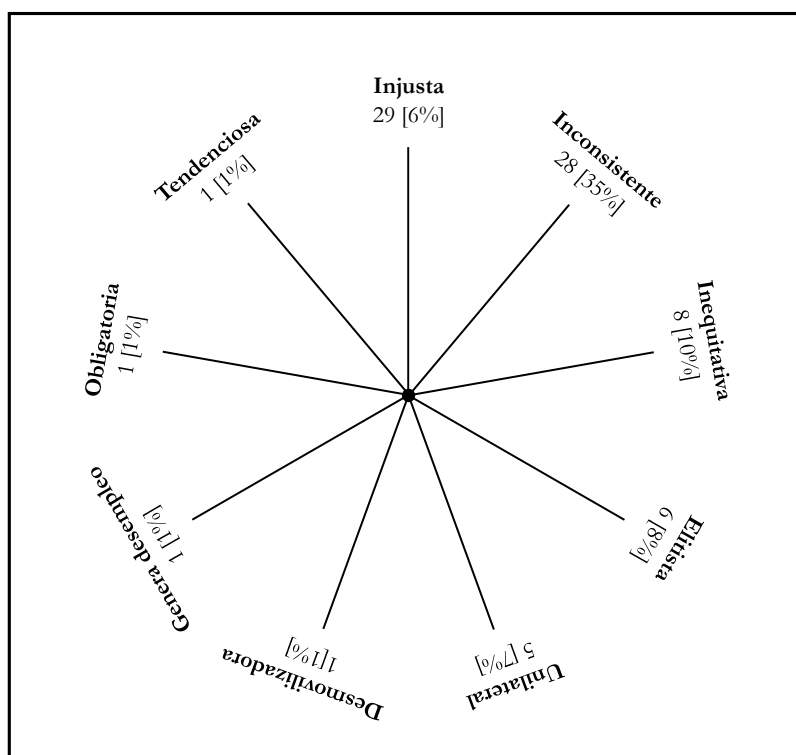 Injusta
29 [6%]
Inconsistente
28 [35%]
Inequitativa
8 [10%]
Elitista
6 [8%]
Unilateral
5 [7%]
Desmovilizadora
1[1%]
Genera desempleo
1 [1%]
Obligatoria
1 [1%]
Tendenciosa
1 [1%]